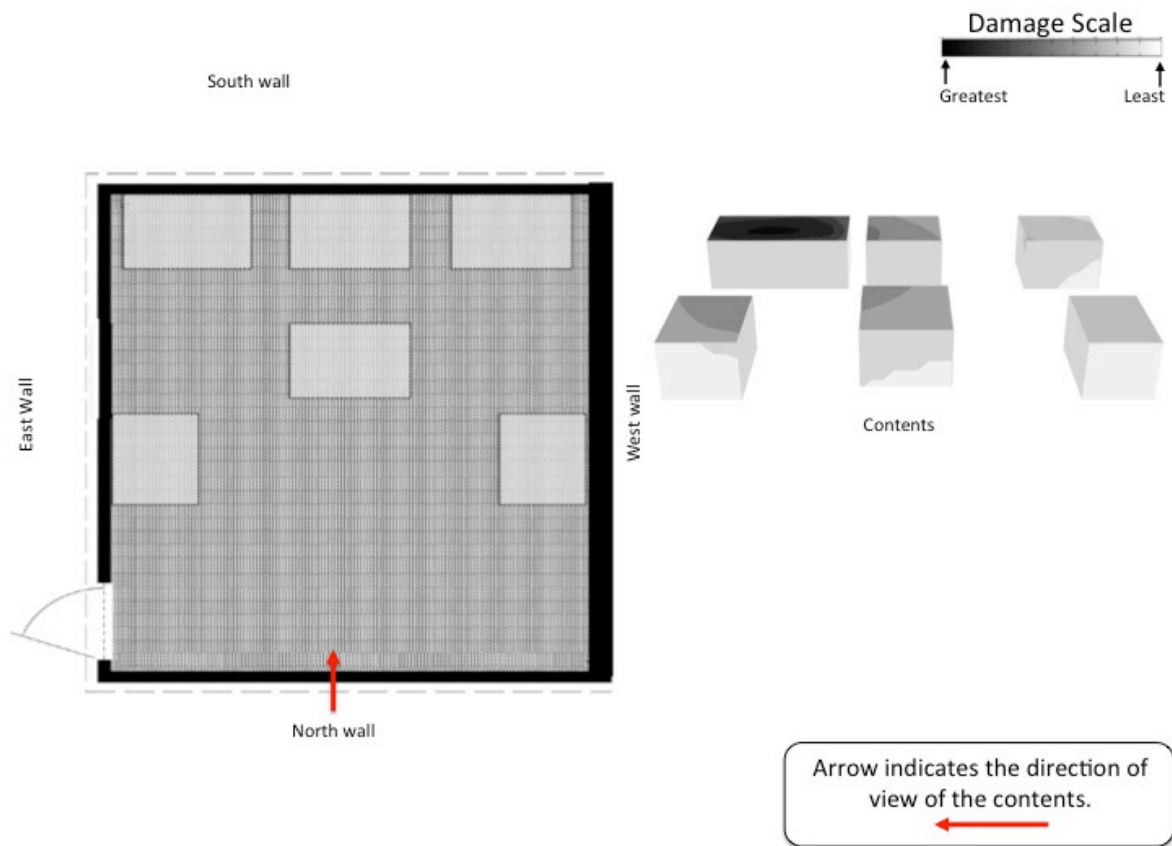 Damage Scale
Greatest
Least
South wall
East Wall
West wall
Contents
North wall
Arrow indicates the direction of
view of the contents.